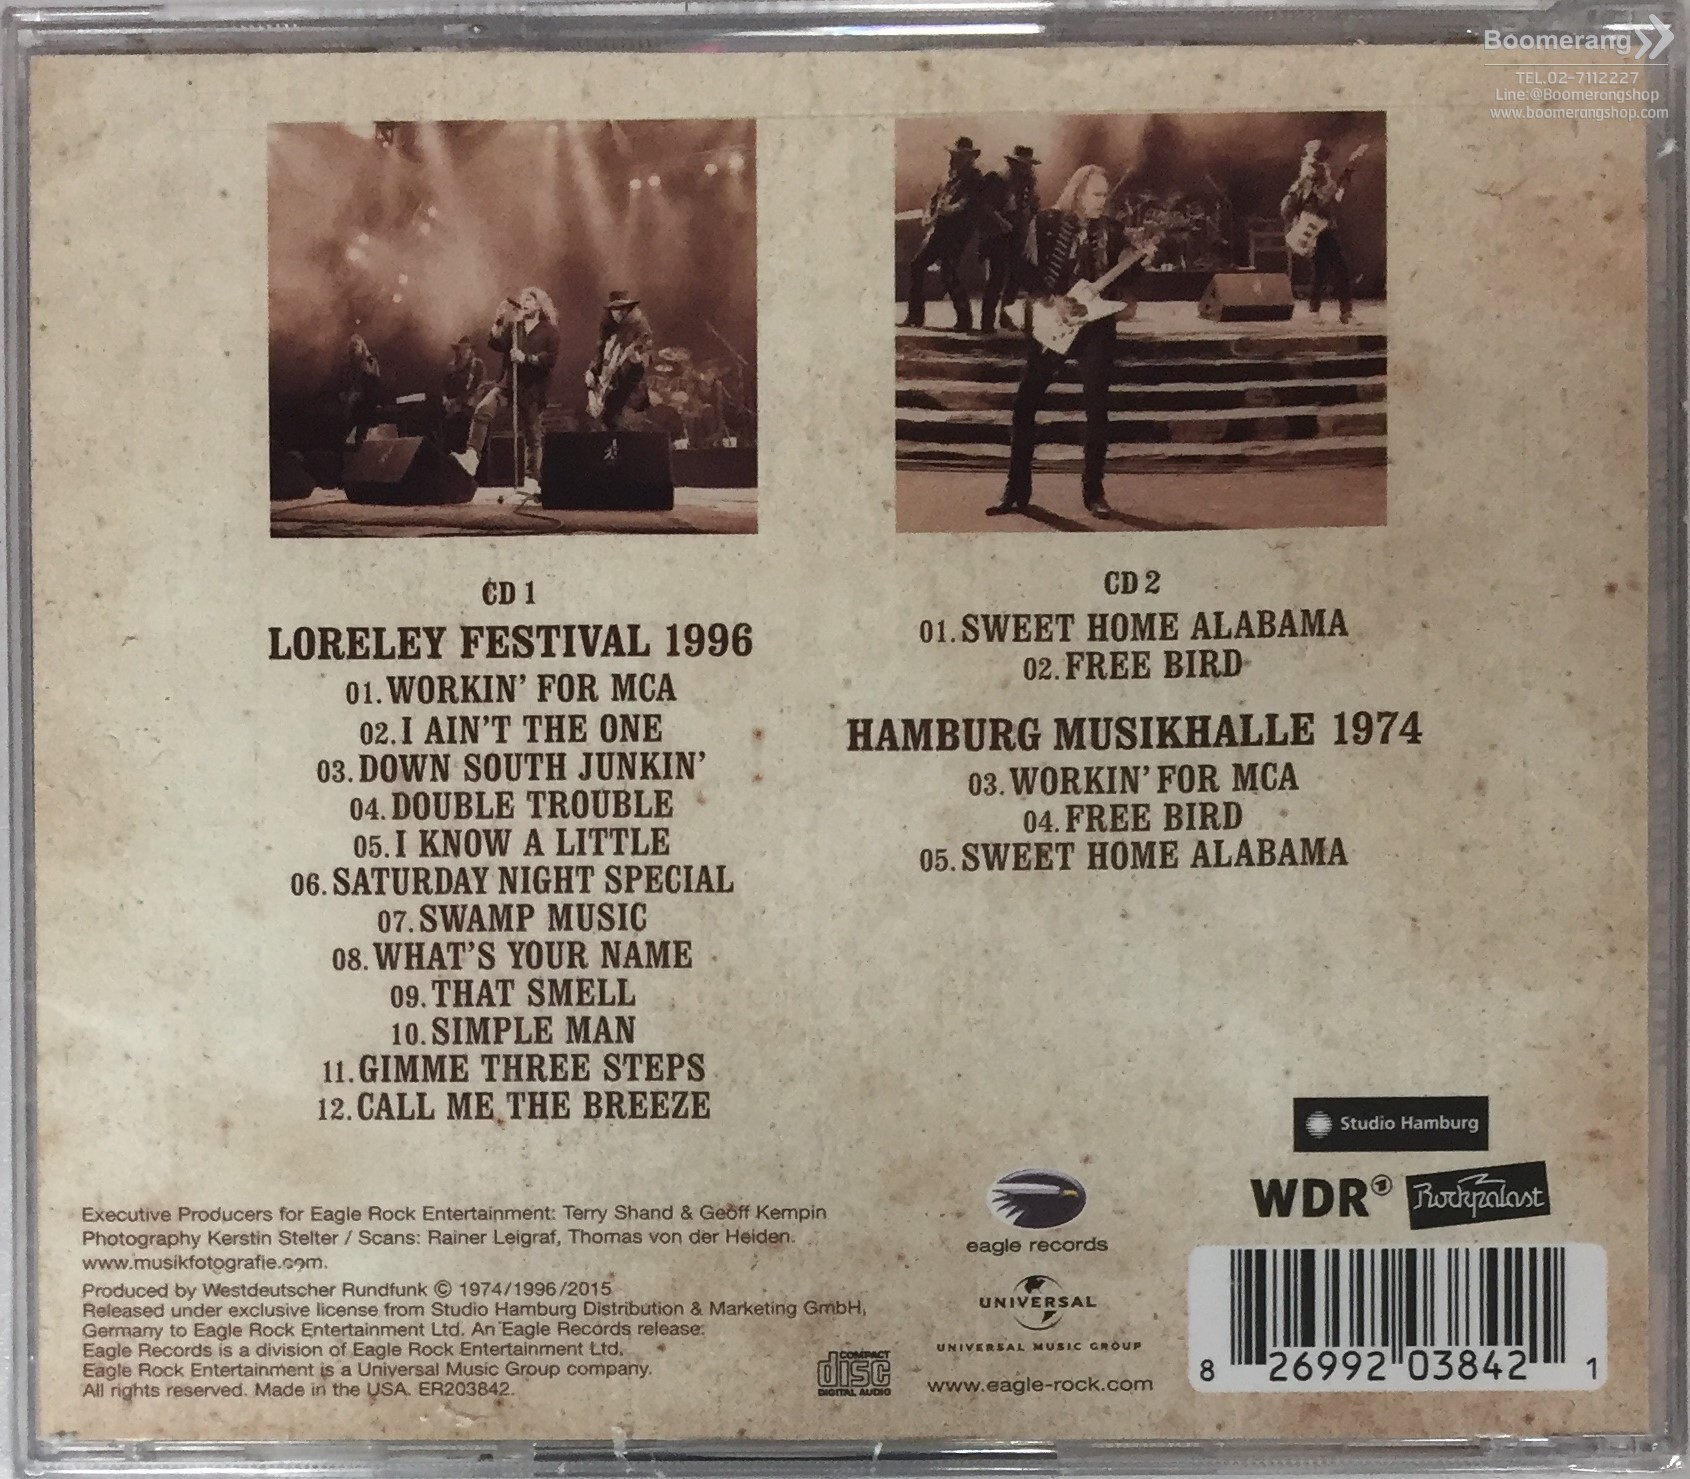 Boomerang
TEL.02-7112227
Line:@Boomerangshop
www.boomerangshop.com
CD 1
LORELEY FESTIVAL 1996
01. WORKIN' FOR MCA
02. I AIN'T THE ONE
03. DOWN SOUTH JUNKIN'
04. DOUBLE TROUBLE
05. I KNOW A LITTLE
06. SATURDAY NIGHT SPECIAL
07. SWAMP MUSIC
08. WHAT'S YOUR NAME
09. THAT SMELL
10. SIMPLE MAN
11. GIMME THREE STEPS
12. CALL ME THE BREEZE
CD 2
01. SWEET HOME ALABAMA
02. FREE BIRD
HAMBURG MUSIKHALLE 1974
03. WORKIN' FOR MCA
04. FREE BIRD
05. SWEET HOME ALABAMA
Executive Producers for Eagle Rock Entertainment: Terry Shand & Geoff Kempin
Photography Kerstin Stelter / Scans: Rainer Leigraf, Thomas von der Heiden.
www.musikfotografie.com.
Produced by Westdeutscher Rundfunk © 1974/1996/2015
Released under exclusive license from Studio Hamburg Distribution & Marketing GmbH,
Germany to Eagle Rock Entertainment Ltd. An Eagle Records release.
Eagle Records is a division of Eagle Rock Entertainment Ltd.
Eagle Rock Entertainment is a Universal Music Group company.
All rights reserved. Made in the USA. ER203842.
COMPACT
disc
DIGITAL AUDIO
eagle records
UNIVERSAL
UNIVERSAL MUSIC GROUP
www.eagle-rock.com
Studio Hamburg
WDR
Rockpalast
8 26992 03842 1